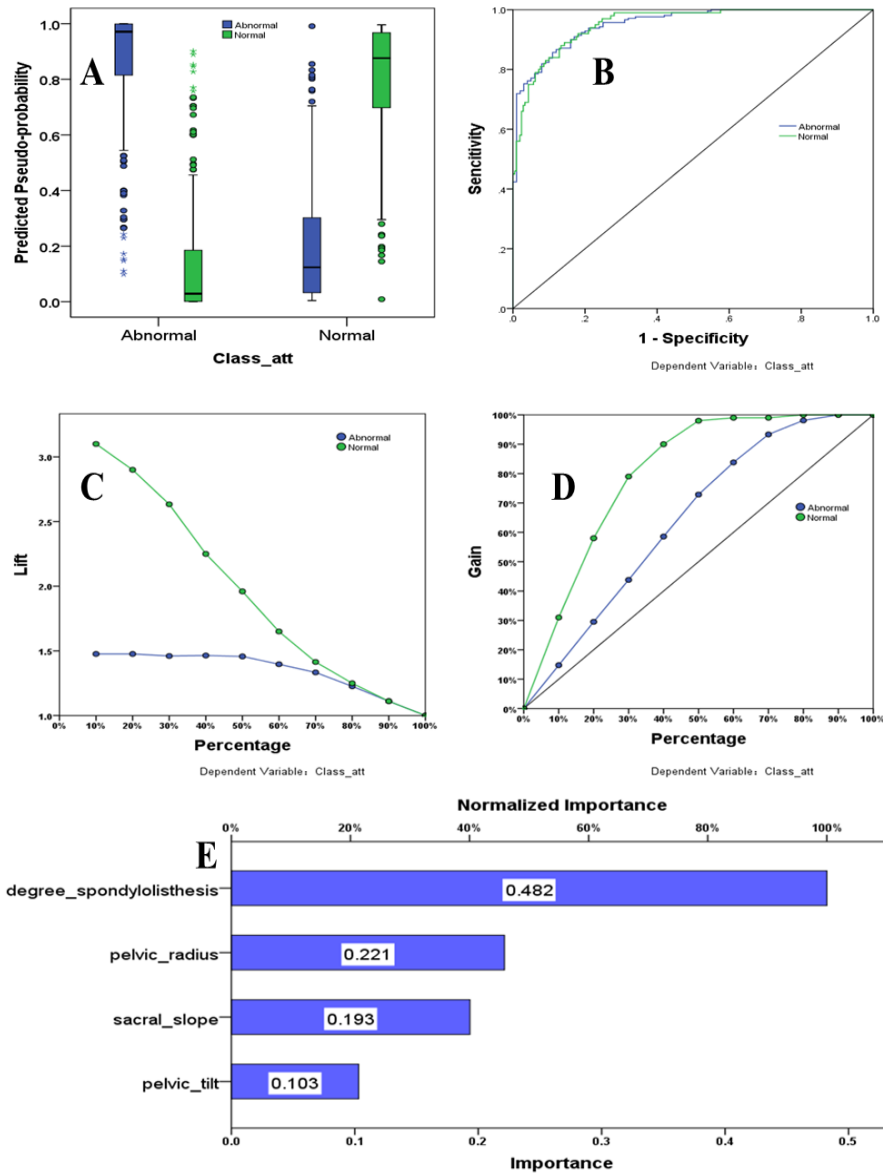 A
Abnormal
Normal
Predicted Pseudo-probability
1.0
0.8
0.6
0.4
0.2
0.0
Abnormal Normal
Class_att
B
Abnormal
Normal
Sencitivity
1.0
.8
.6
.4
.2
.0
.0 .2 .4 .6 .8 1.0
1 - Specificity
Dependent Variable: Class_att
C
Abnormal
Normal
Lift
3.0
2.5
2.0
1.5
1.0
0% 10% 20% 30% 40% 50% 60% 70% 80% 90% 100%
Percentage
Dependent Variable: Class_att
D
Abnormal
Normal
Gain
100%
90%
80%
70%
60%
50%
40%
30%
20%
10%
0%
0% 10% 20% 30% 40% 50% 60% 70% 80% 90% 100%
Percentage
Dependent Variable: Class_att
Normalized Importance
0% 20% 40% 60% 80% 100%
E
degree_spondylolisthesis 0.482
pelvic_radius 0.221
sacral_slope 0.193
pelvic_tilt 0.103
0.0 0.1 0.2 0.3 0.4 0.5
Importance